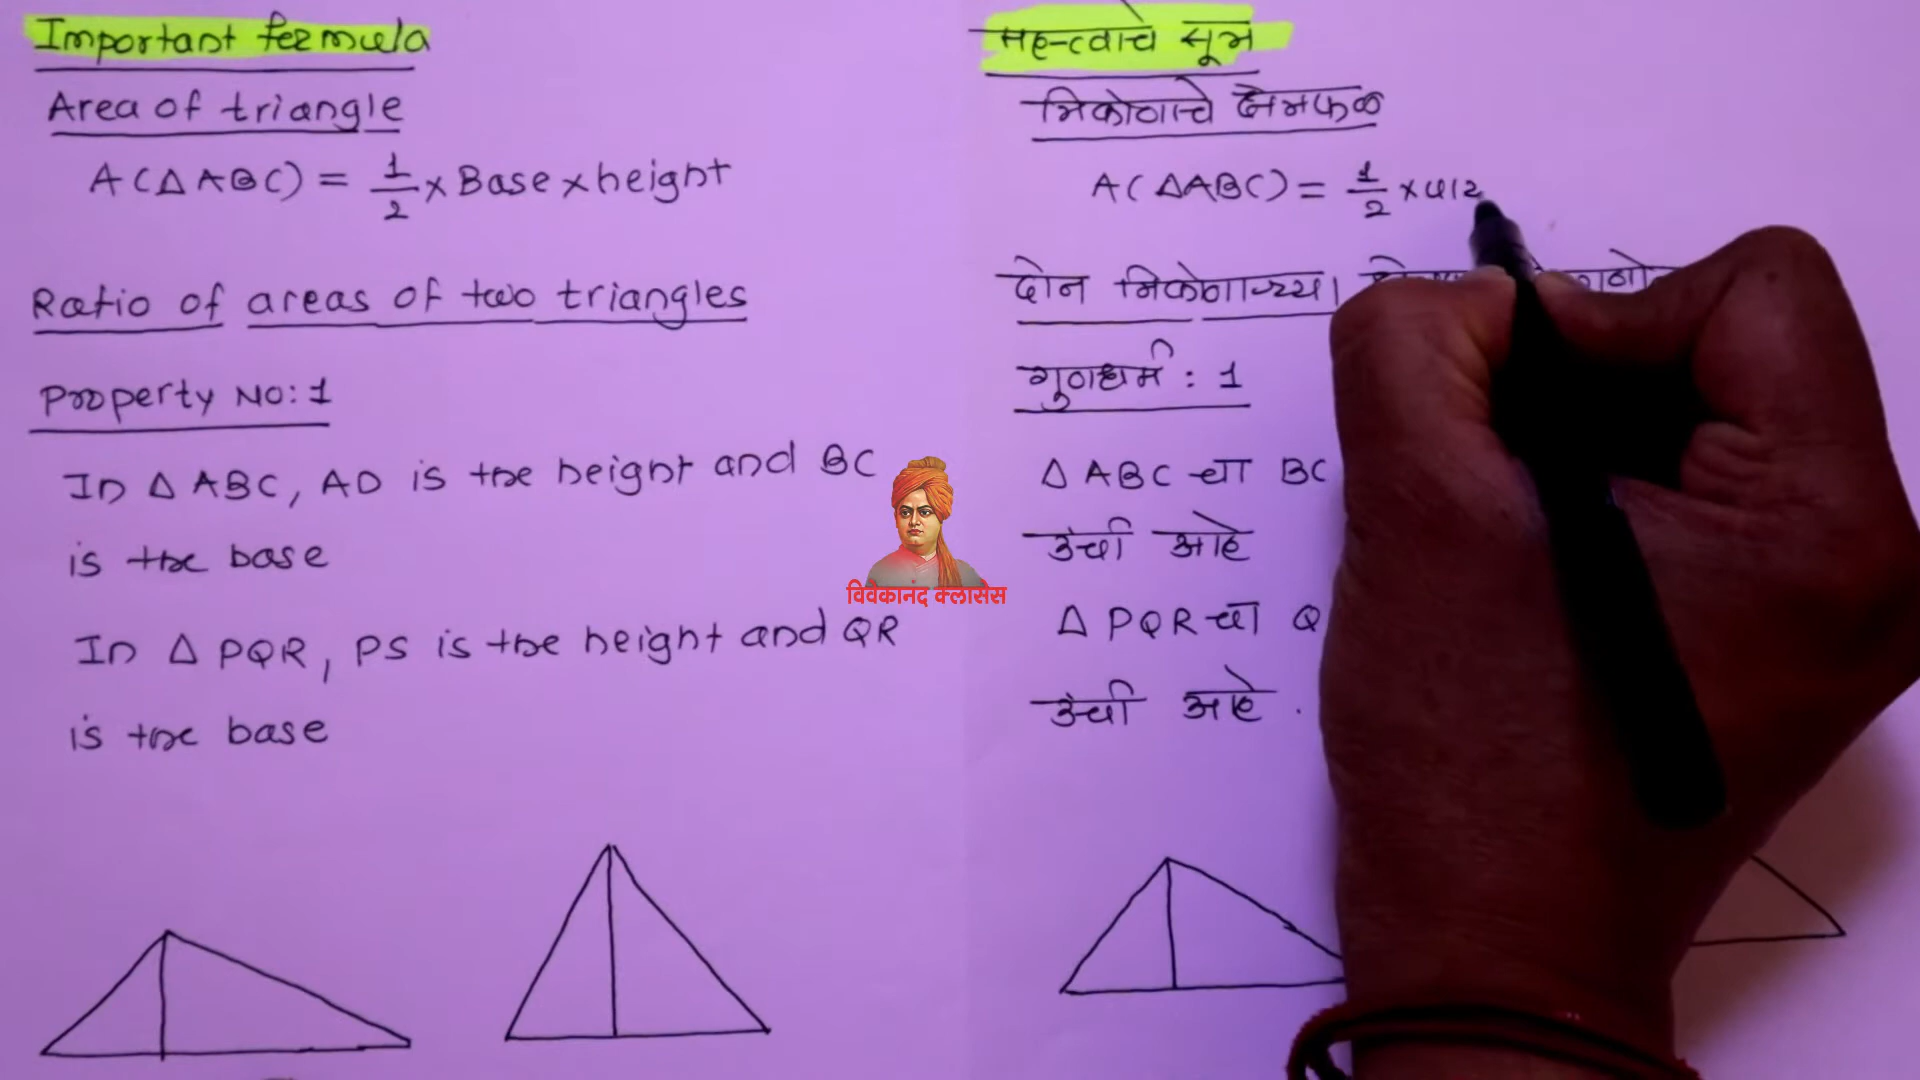 Important formula
Area of triangle
A(△ABC) = 1/2 × Base × height
Ratio of areas of two triangles
Property No: 1
In △ ABC, AD is the height and BC
is the base
In △ PQR, PS is the height and QR
is the base
महत्वाचे सूत्र
त्रिकोणाचे क्षेत्रफळ
A(△ABC) = 1/2 × पाय
दोन त्रिकोणाच्या
गुणधर्म : 1
△ ABC चा BC
उंची आहे
△ PQR चा Q
उंची आहे .
विवेकानंद क्लासेस